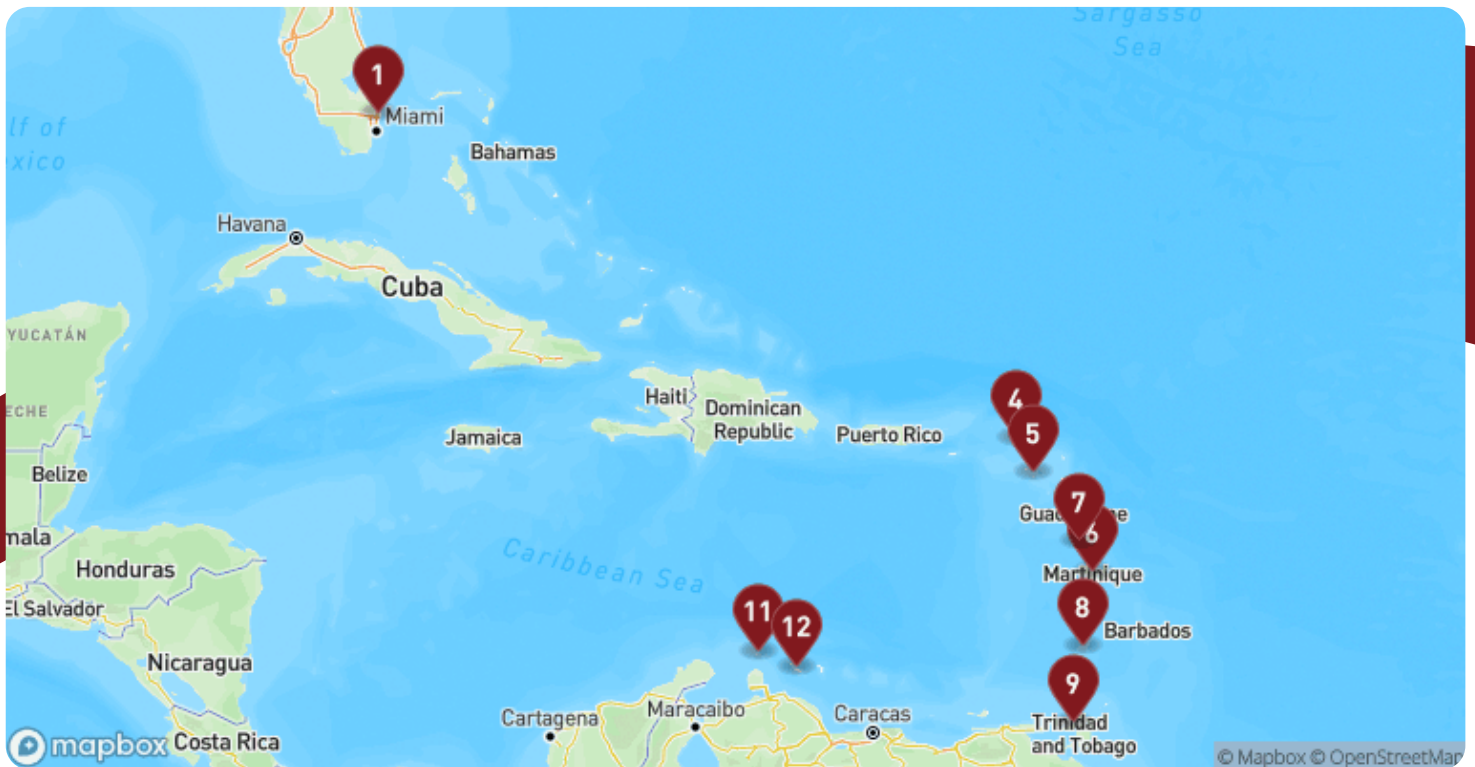 Sargasso
Sea
1
Miami
lf of
xico
Bahamas
Havana
Cuba
YUCATÁN
ECHE
Haiti
Dominican
Republic
Puerto Rico
Jamaica
4
5
Belize
7
Guad
ne
6
mala
Honduras
Caribbean Sea
Martinique
El Salvador
11
12
8
Barbados
Nicaragua
9
Cartagena
Maracaibo
Caracas
Trinidad
and Tobago
mapbox
Costa Rica
© Mapbox © OpenStreetMap